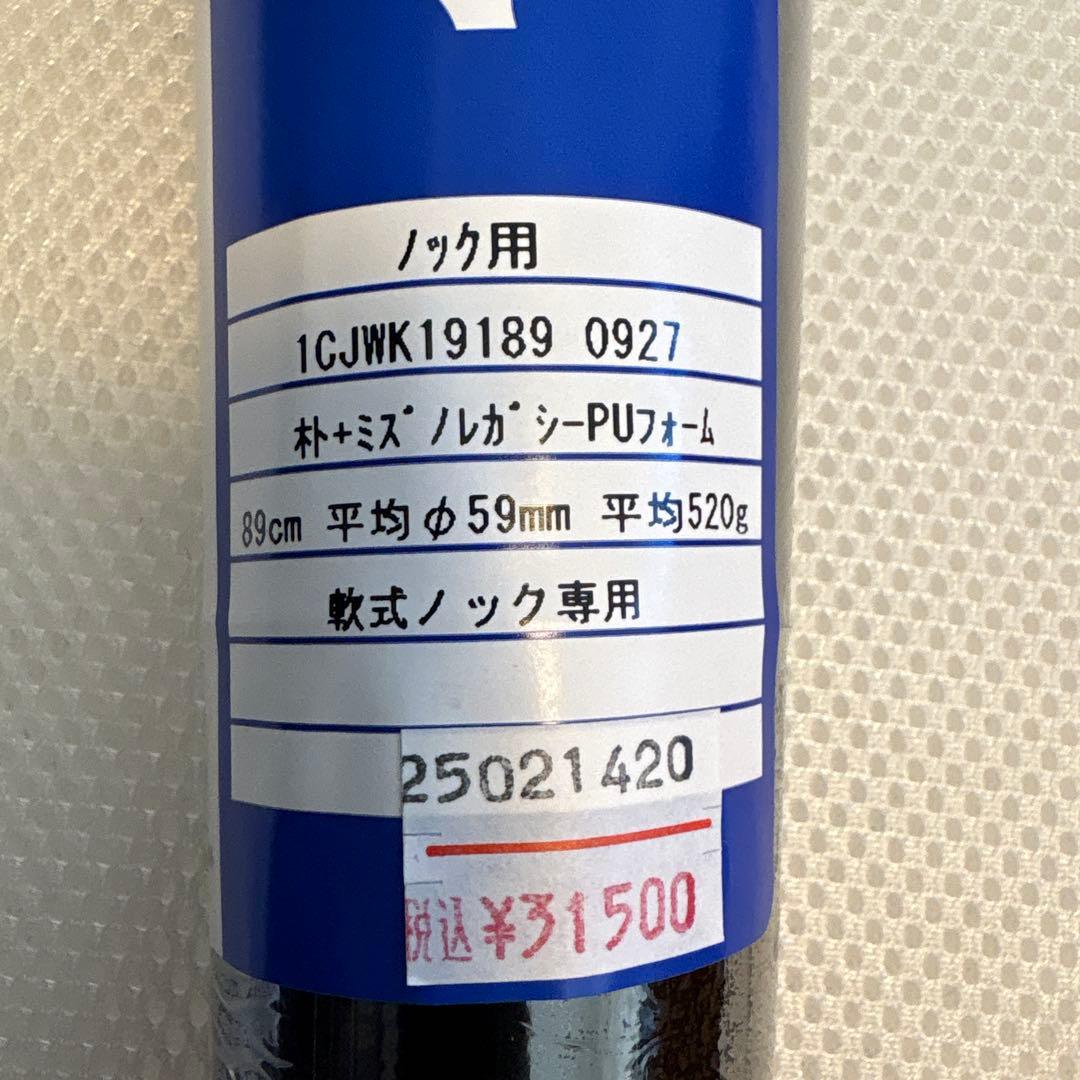 ノック用
1CJWK19189 0927
朴+ミズノレガシーPUフォーム
89cm 平均φ59mm 平均520g
軟式ノック専用
25021420
税込¥31500